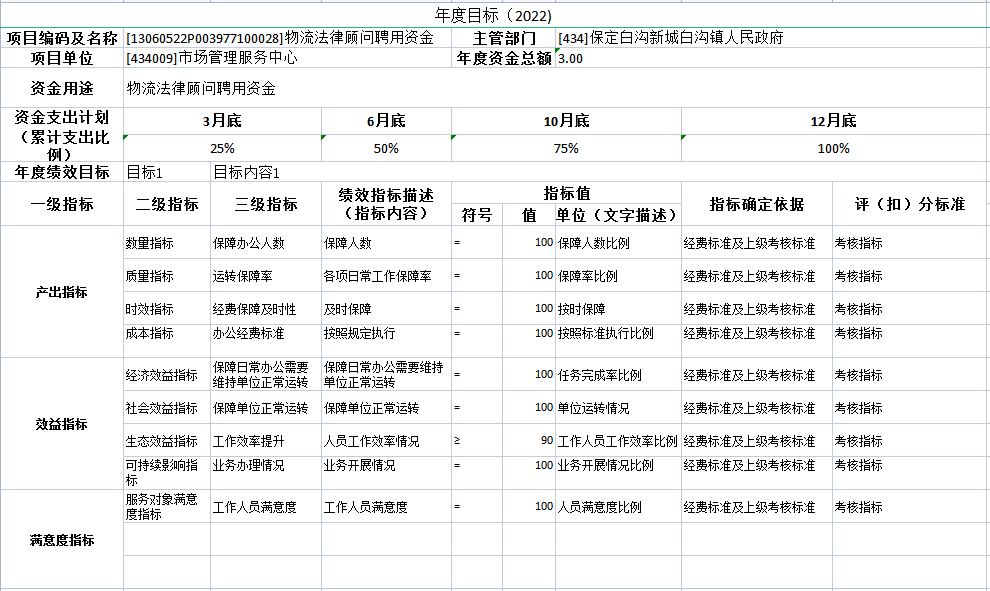 年度目标（2022)
项目编码及名称 [13060522P003977100028]物流法律顾问聘用资金 主管部门 [434]保定白沟新城白沟镇人民政府
项目单位 [434009]市场管理服务中心 年度资金总额 3.00
资金用途 物流法律顾问聘用资金
资金支出计划（累计支出比例） 3月底 6月底 10月底 12月底
25% 50% 75% 100%
年度绩效目标 目标1 目标内容1
一级指标 二级指标 三级指标 绩效指标描述（指标内容） 指标值 指标确定依据 评（扣）分标准
符号 值 单位（文字描述）
产出指标 数量指标 保障办公人数 保障人数 = 100 保障人数比例 经费标准及上级考核标准 考核指标
质量指标 运转保障率 各项日常工作保障率 = 100 保障率比例 经费标准及上级考核标准 考核指标
时效指标 经费保障及时性 及时保障 = 100 按时保障 经费标准及上级考核标准 考核指标
成本指标 办公经费标准 按照规定执行 = 100 按照标准执行比例 经费标准及上级考核标准 考核指标
效益指标 经济效益指标 保障日常办公需要维持单位正常运转 保障日常办公需要维持单位正常运转 = 100 任务完成率比例 经费标准及上级考核标准 考核指标
社会效益指标 保障单位正常运转 保障单位正常运转 = 100 单位运转情况 经费标准及上级考核标准 考核指标
生态效益指标 工作效率提升 人员工作效率情况 ≥ 90 工作人员工作效率比例 经费标准及上级考核标准 考核指标
可持续影响指标 业务办理情况 业务开展情况 = 100 业务开展情况比例 经费标准及上级考核标准 考核指标
满意度指标 服务对象满意度指标 工作人员满意度 工作人员满意度 = 100 人员满意度比例 经费标准及上级考核标准 考核指标